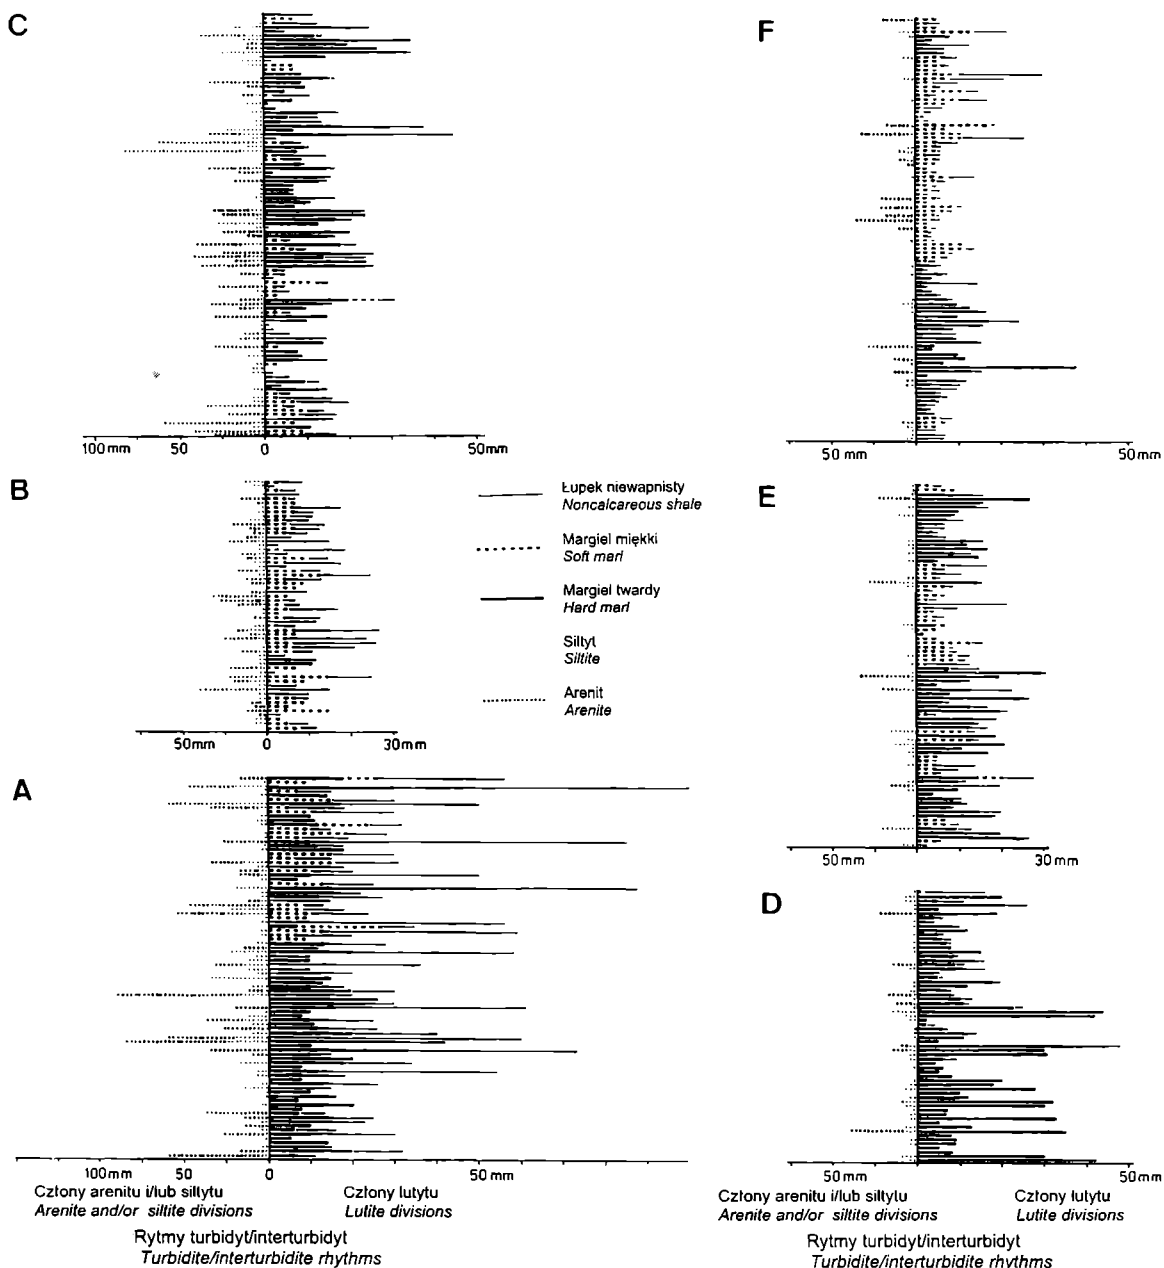 C
100mm 50 0 50mm
F
50 mm 50mm
B
50mm 0 30mm
Łupek niewapnisty
Noncalcareous shale
Margiel miękki
Soft marl
Margiel twardy
Hard marl
Siltyt
Siltite
Arenit
Arenite
E
50mm 30mm
A
100mm 50 0 50mm
Człony arenitu i/lub siltytu
Arenite and/or siltite divisions
Człony lutytu
Lutite divisions
Rytmy turbidyt/interturbidyt
Turbidite/interturbidite rhythms
D
50mm 50mm
Człony arenitu i/lub siltytu
Arenite and/or siltite divisions
Człony lutytu
Lutite divisions
Rytmy turbidyt/interturbidyt
Turbidite/interturbidite rhythms